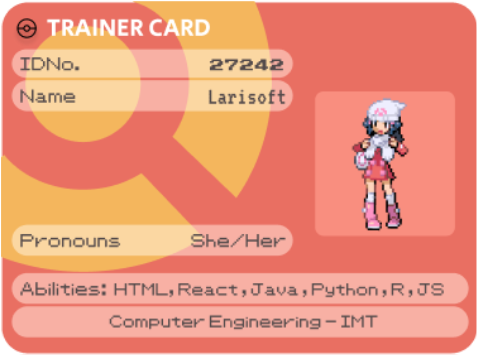 TRAINER CARD
IDNo. 27242
Name Larisoft
Pronouns She/Her
Abilities: HTML,React,Java,Python,R,JS
Computer Engineering - IMT